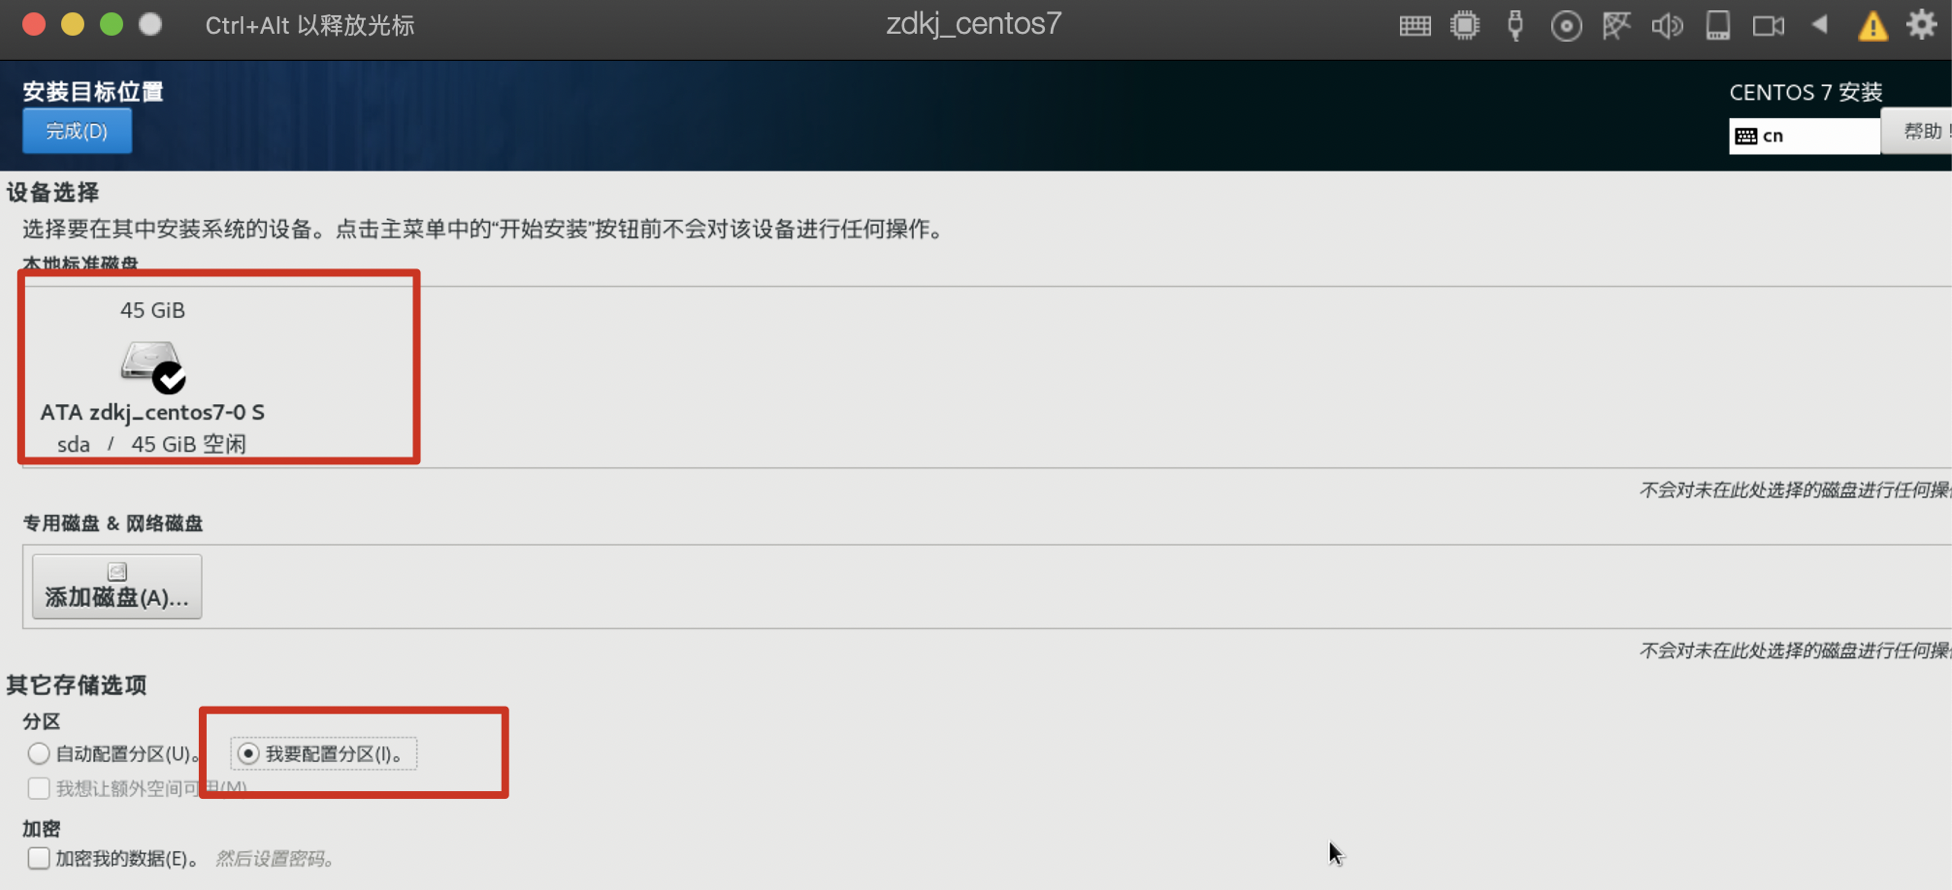 Ctrl+Alt 以释放光标
zdkj_centos7
安装目标位置
完成(D)
CENTOS 7 安装
cn
帮助
设备选择
选择要在其中安装系统的设备。点击主菜单中的“开始安装”按钮前不会对该设备进行任何操作。
本地标准磁盘
45 GiB
ATA zdkj_centos7-0 S
sda / 45 GiB 空闲
不会对未在此处选择的磁盘进行任何操
专用磁盘 & 网络磁盘
添加磁盘(A)...
不会对未在此处选择的磁盘进行任何操
其它存储选项
分区
自动配置分区(U)。 我要配置分区(I)。
我想让额外空间可用(M)
加密
加密我的数据(E)。 然后设置密码。